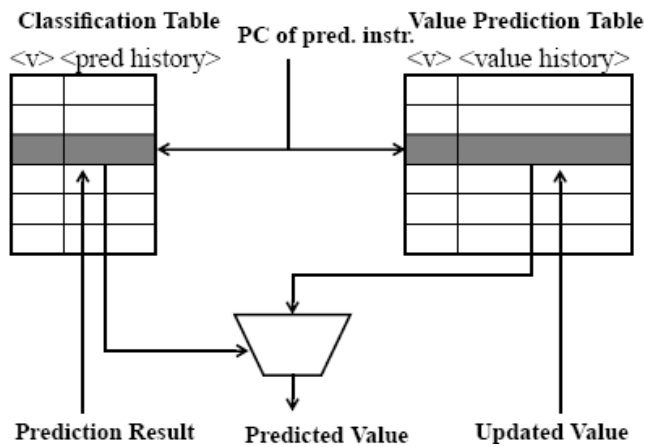 Classification Table
PC of pred. instr.
Value Prediction Table
<v> <pred history>
<v> <value history>
Prediction Result
Predicted Value
Updated Value